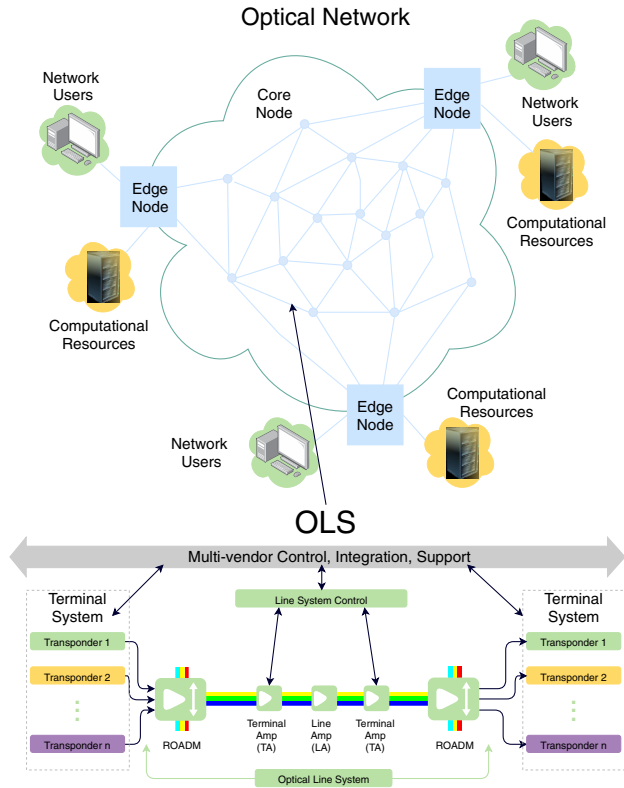 Optical Network
Network
Users
Core
Node
Edge
Node
Network
Users
Edge
Node
Computational
Resources
Computational
Resources
Edge
Node
Computational
Resources
Network
Users
OLS
Multi-vendor Control, Integration, Support
Terminal
System
Line System Control
Terminal
System
Transponder 1
Transponder 1
Transponder 2
Transponder 2
Terminal
Amp
(TA)
Line
Amp
(LA)
Terminal
Amp
(TA)
Transponder n
ROADM
ROADM
Transponder n
Optical Line System